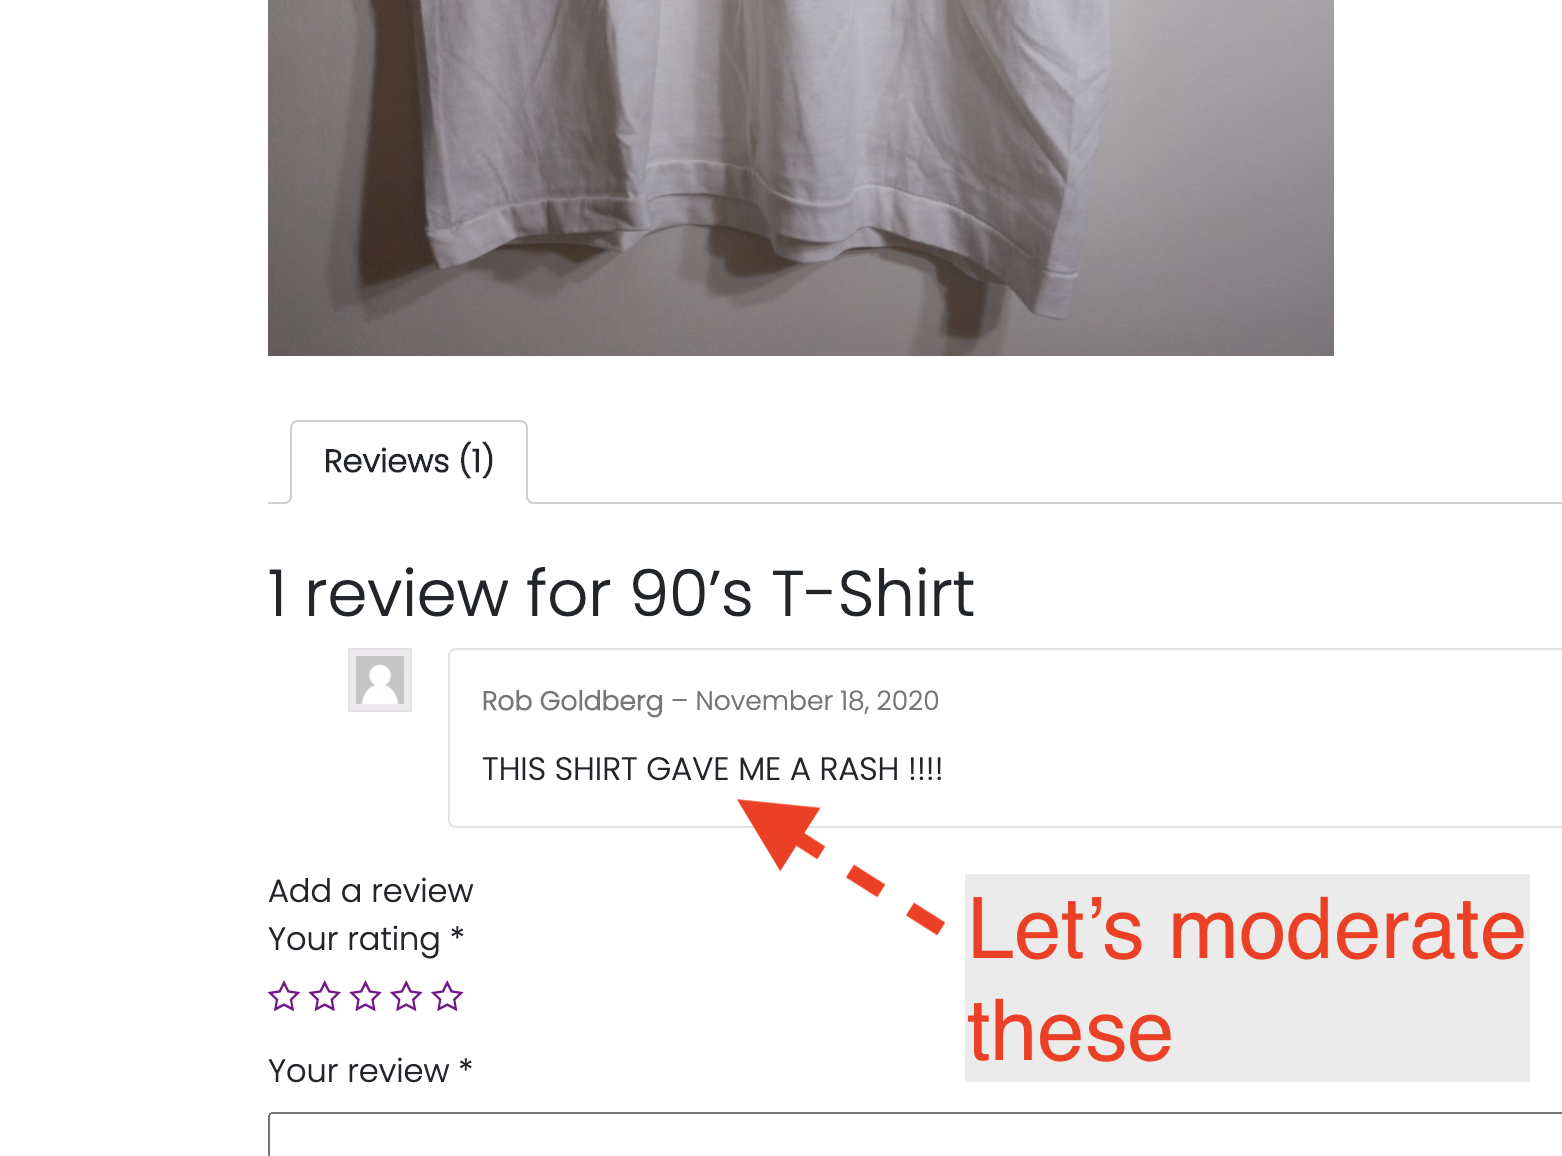 Reviews (1)
1 review for 90’s T-Shirt
Rob Goldberg – November 18, 2020
THIS SHIRT GAVE ME A RASH !!!!
Add a review
Your rating *
Your review *
Let’s moderate
these